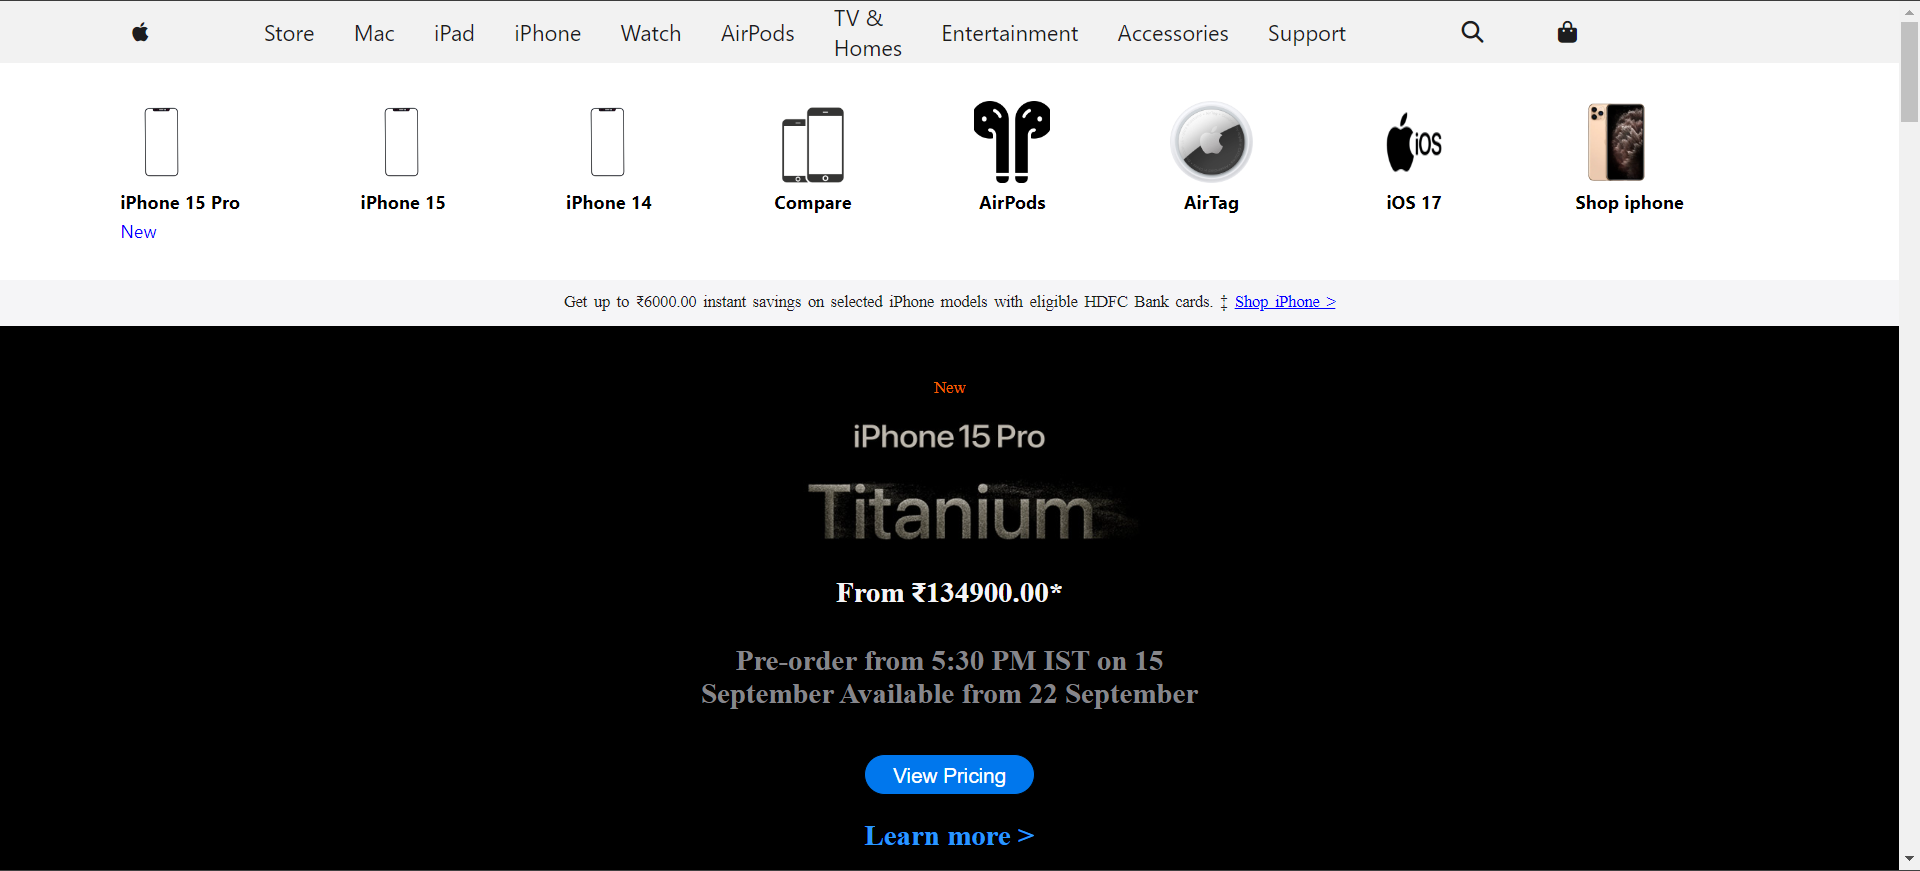 Store Mac iPad iPhone Watch AirPods TV & Homes Entertainment Accessories Support
iOS
iPhone 15 Pro iPhone 15 iPhone 14 Compare AirPods AirTag iOS 17 Shop iphone
New
Get up to ₹6000.00 instant savings on selected iPhone models with eligible HDFC Bank cards. ‡ Shop iPhone >
New
iPhone 15 Pro
Titanium
From ₹134900.00*
Pre-order from 5:30 PM IST on 15
September Available from 22 September
View Pricing
Learn more >